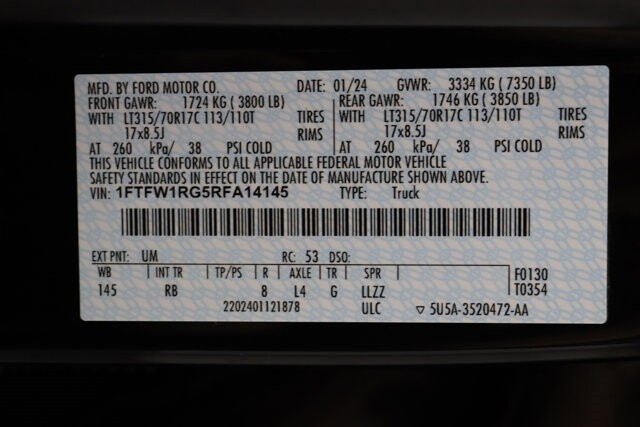 MFD. BY FORD MOTOR CO. DATE: 01/24 GVWR: 3334 KG ( 7350 LB)
FRONT GAWR: 1724 KG ( 3800 LB) REAR GAWR: 1746 KG ( 3850 LB)
WITH LT315/70R17C 113/110T TIRES WITH LT315/70R17C 113/110T TIRES
17x8.5J RIMS 17x8.5J RIMS
AT 260 kPa/ 38 PSI COLD AT 260 kPa/ 38 PSI COLD
THIS VEHICLE CONFORMS TO ALL APPLICABLE FEDERAL MOTOR VEHICLE
SAFETY STANDARDS IN EFFECT ON THE DATE OF MANUFACTURE SHOWN ABOVE.
VIN: 1FTFW1RG5RFA14145 TYPE: Truck
EXT PNT: UM RC: 53 DSO:
WB INT TR TP/PS R AXLE TR SPR F0130
145 RB 8 L4 G LLZZ T0354
2202401121878 ULC ▽ 5U5A-3520472-AA